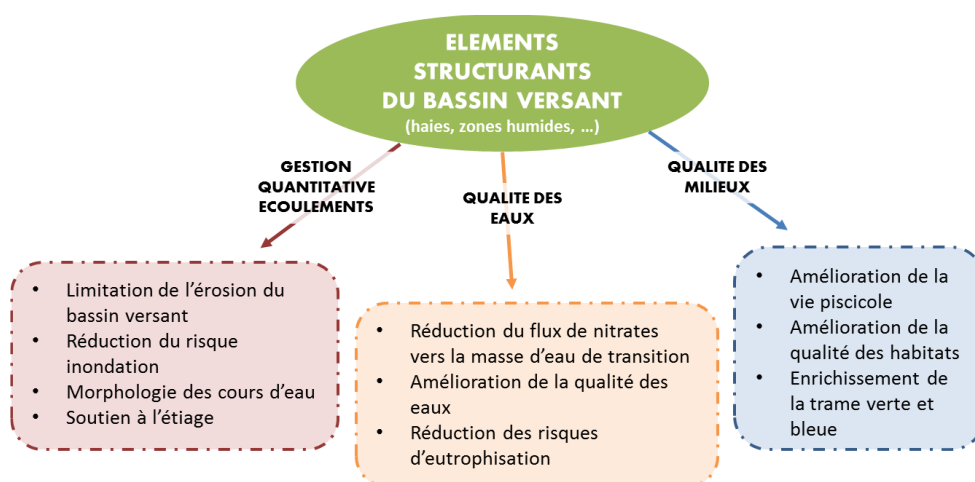 ELEMENTS
STRUCTURANTS
DU BASSIN VERSANT
(haies, zones humides, ...)
GESTION
QUANTITATIVE
ECOULEMENTS
QUALITE DES
EAUX
QUALITE DES
MILIEUX
• Limitation de l'érosion du
bassin versant
• Réduction du risque
inondation
• Morphologie des cours d'eau
• Soutien à l'étiage
• Réduction du flux de nitrates
vers la masse d'eau de transition
• Amélioration de la qualité des
eaux
• Réduction des risques
d'eutrophisation
• Amélioration de la
vie piscicole
• Amélioration de la
qualité des habitats
• Enrichissement de
la trame verte et
bleue